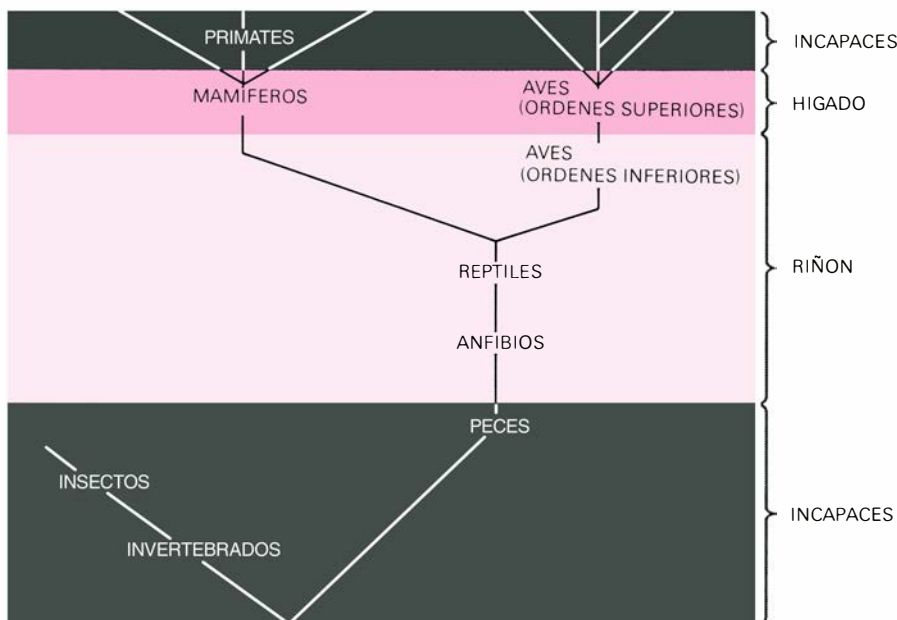 PRIMATES
INCAPACES
MAMIFEROS
AVES
(ORDENES SUPERIORES)
HIGADO
AVES
(ORDENES INFERIORES)
RIÑON
REPTILES
ANFIBIOS
PECES
INSECTOS
INCAPACES
INVERTEBRADOS